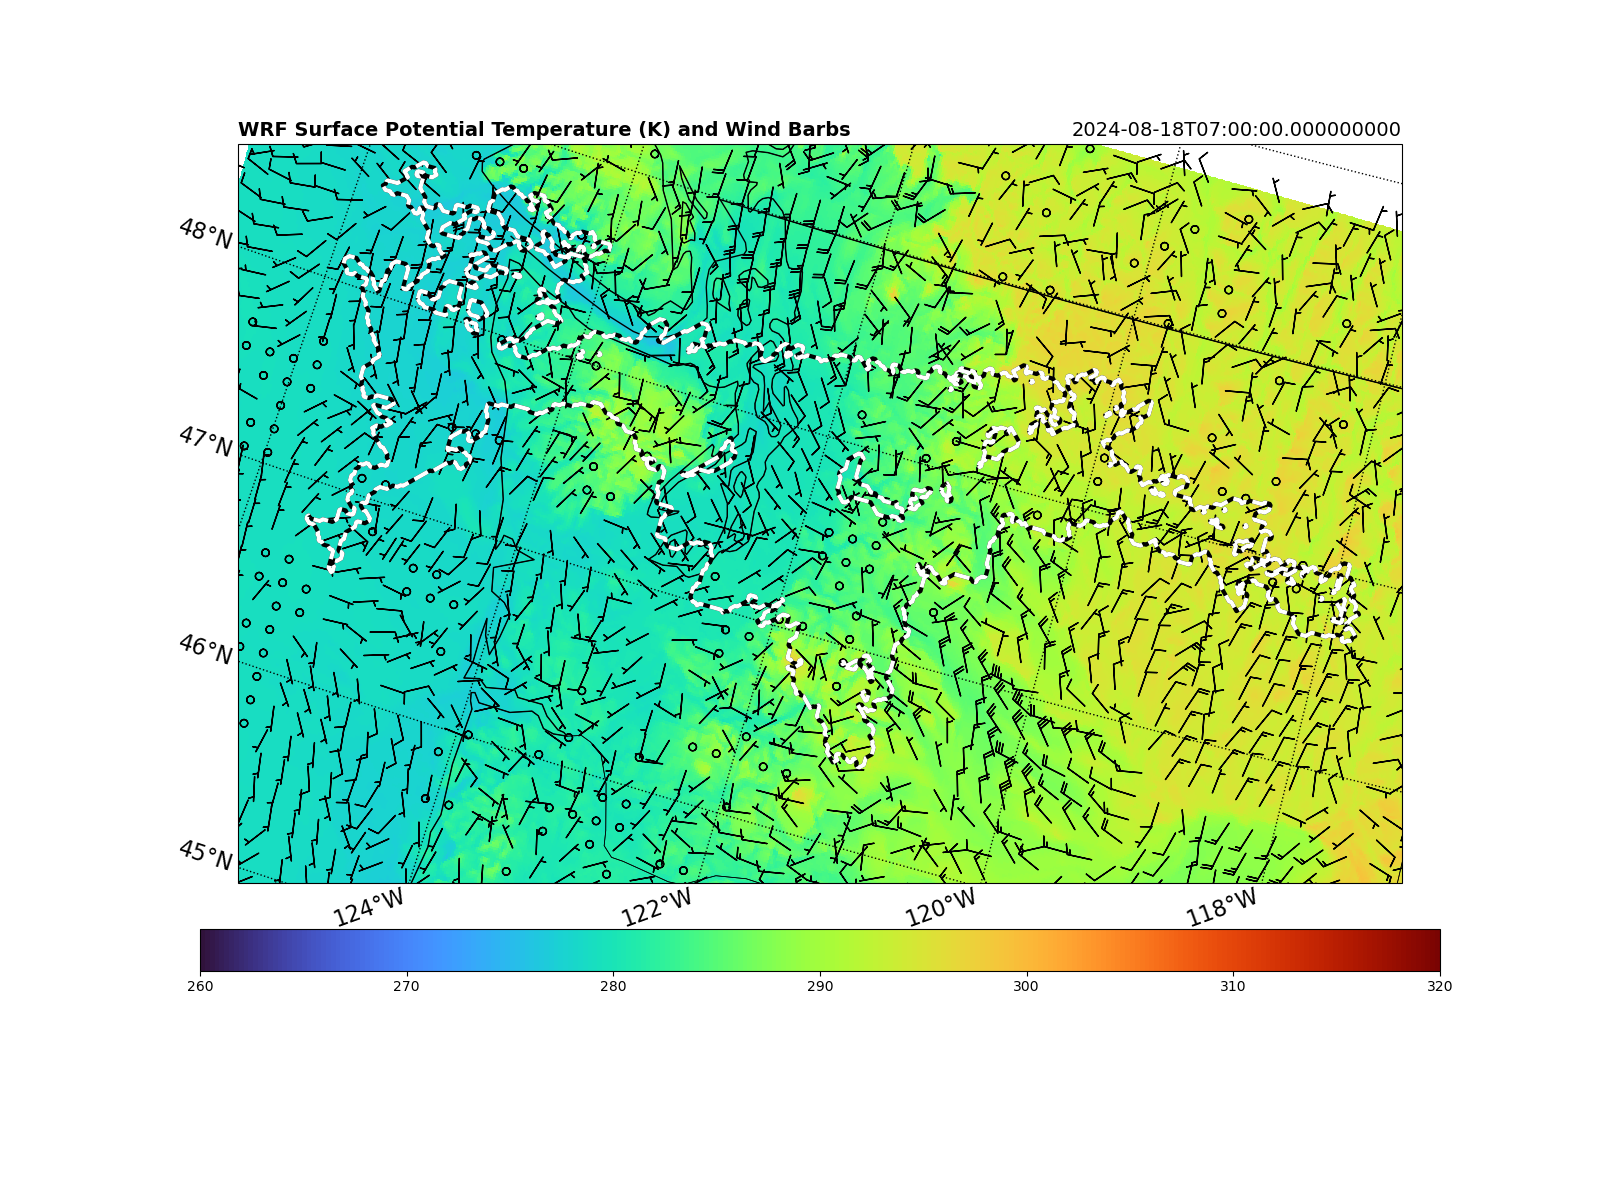 WRF Surface Potential Temperature (K) and Wind Barbs
2024-08-18T07:00:00.000000000
48°N
47°N
46°N
45°N
124°W
122°W
120°W
118°W
260
270
280
290
300
310
320